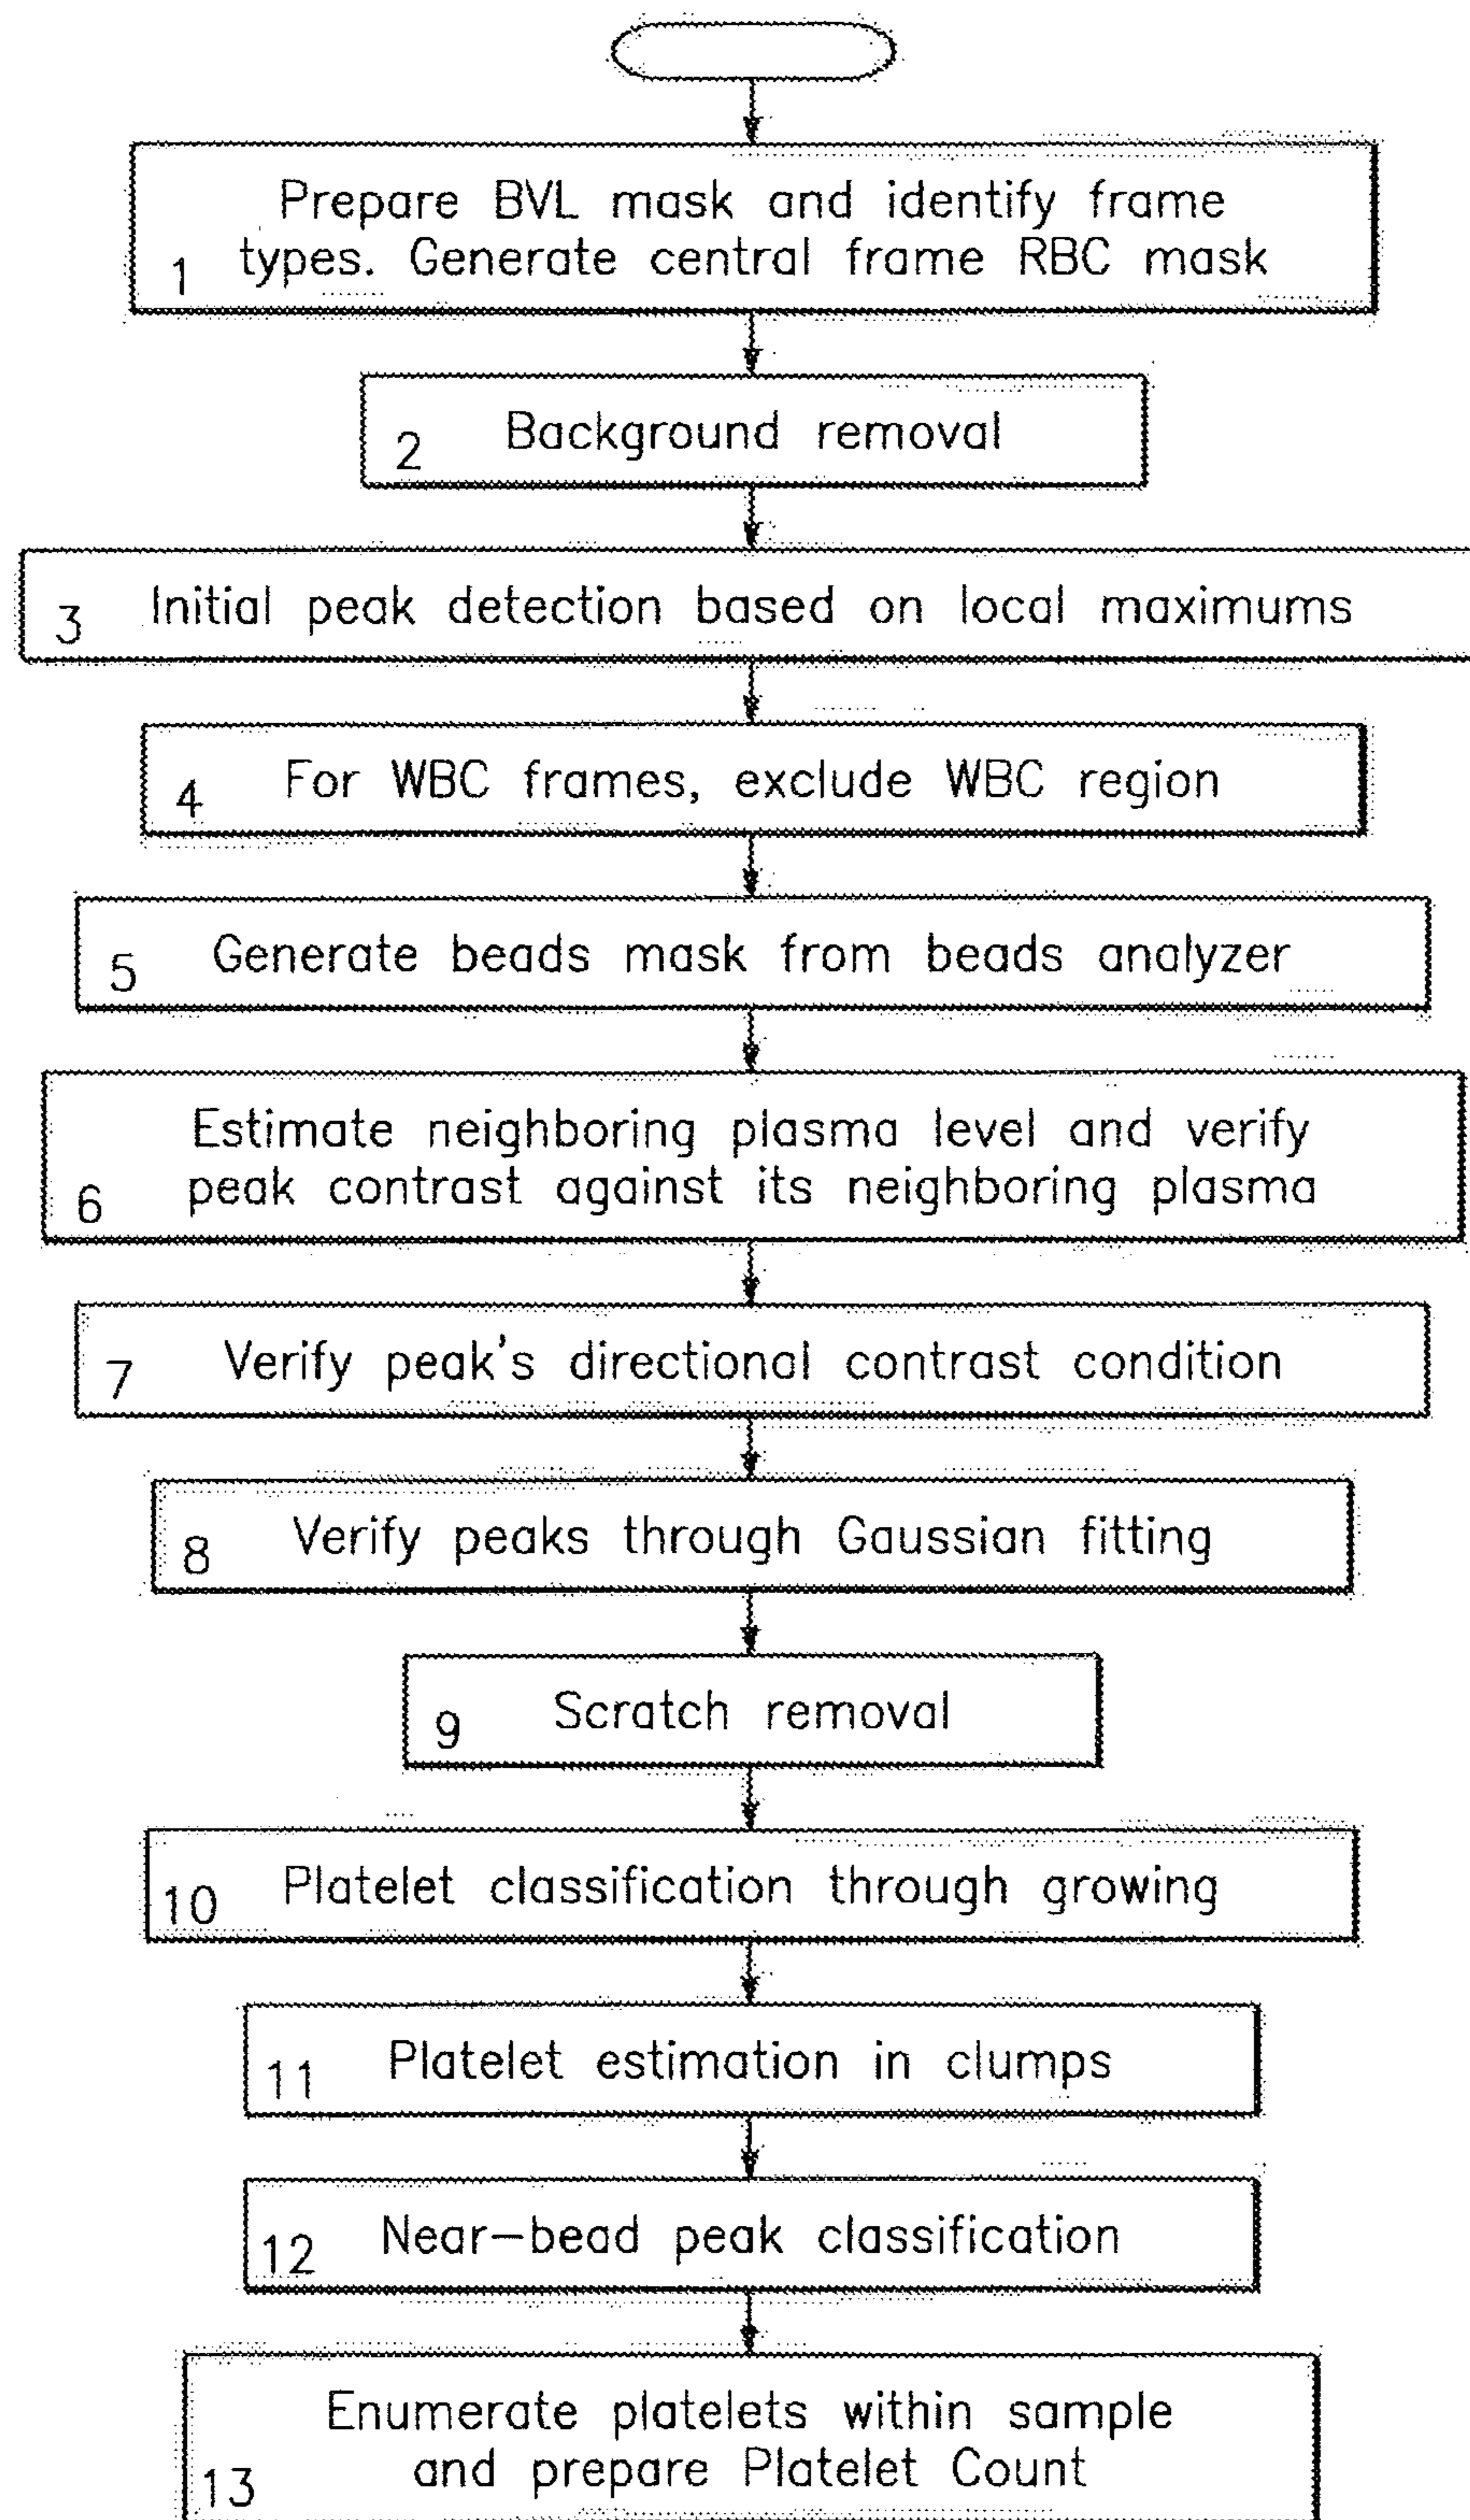 Prepare BVL mask and identify frame
1 types. Generate central frame RBC mask
2 Background removal
3 Initial peak detection based on local maximums
4 For WBC frames, exclude WBC region
5 Generate beads mask from beads analyzer
Estimate neighboring plasma level and verify
6 peak contrast against its neighboring plasma
7 Verify peak's directional contrast condition
8 Verify peaks through Gaussian fitting
9 Scratch removal
10 Platelet classification through growing
11 Platelet estimation in clumps
12 Near-bead peak classification
Enumerate platelets within sample
13 and prepare Platelet Count